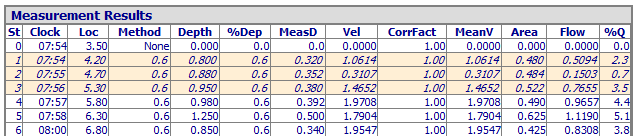 Measurement Results
St Clock Loc Method Depth %Dep MeasD Vel CorrFact MeanV Area Flow %Q
0 07:54 3.50 None 0.000 0.0 0.0 0.0000 1.00 0.0000 0.000 0.0000 0.0
1 07:54 4.20 0.6 0.800 0.6 0.320 1.0614 1.00 1.0614 0.480 0.5094 2.3
2 07:55 4.70 0.6 0.880 0.6 0.352 0.3107 1.00 0.3107 0.484 0.1503 0.7
3 07:56 5.30 0.6 0.950 0.6 0.380 1.4652 1.00 1.4652 0.522 0.7655 3.5
4 07:57 5.80 0.6 0.980 0.6 0.392 1.9708 1.00 1.9708 0.490 0.9657 4.4
5 07:58 6.30 0.6 1.250 0.6 0.500 1.7904 1.00 1.7904 0.625 1.1190 5.1
6 08:00 6.80 0.6 0.850 0.6 0.340 1.9547 1.00 1.9547 0.425 0.8308 3.8